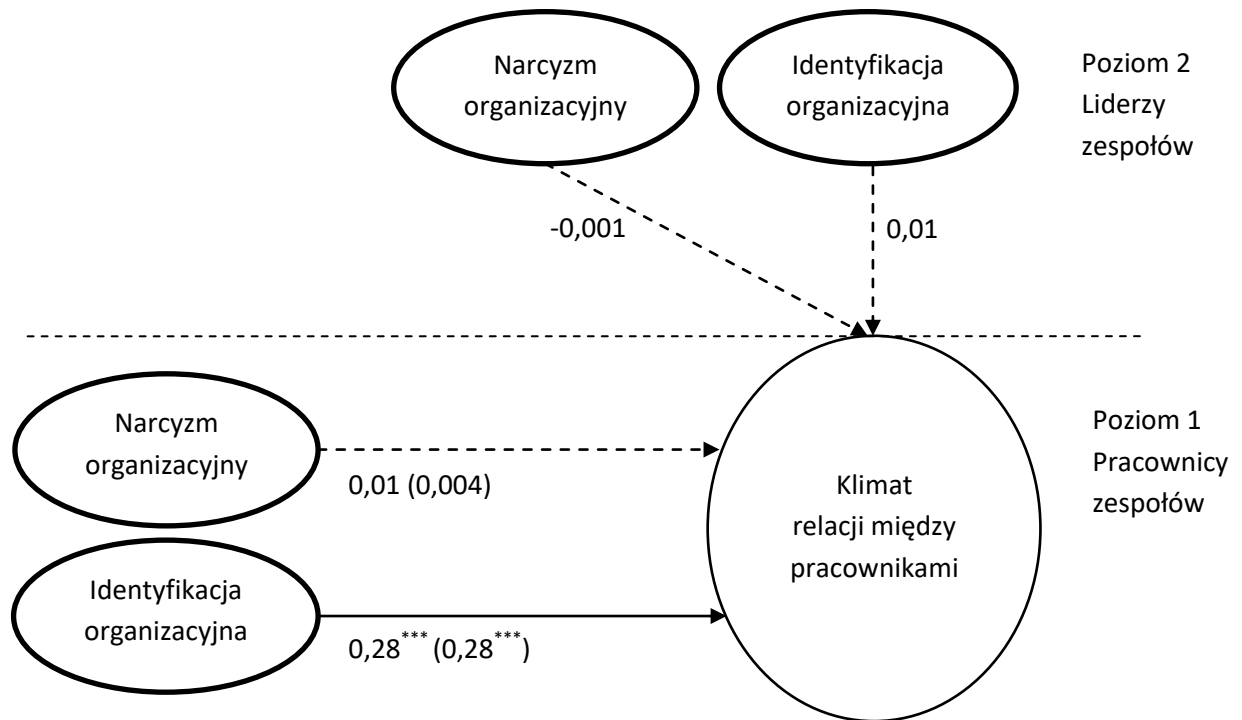 Narcyzm
organizacyjny
Identyfikacja
organizacyjna
Poziom 2
Liderzy
zespołów
-0,001
0,01
Narcyzm
organizacyjny
0,01 (0,004)
Identyfikacja
organizacyjna
0,28*** (0,28***)
Klimat
relacji między
pracownikami
Poziom 1
Pracownicy
zespołów